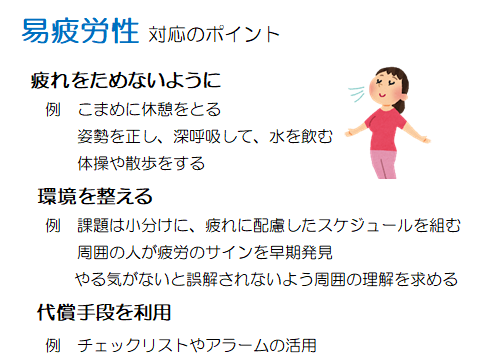 易疲労性 対応のポイント
疲れをためないように
例 こまめに休憩をとる
姿勢を正し、深呼吸して、水を飲む
体操や散歩をする
環境を整える
例 課題は小分けに、疲れに配慮したスケジュールを組む
周囲の人が疲労のサインを早期発見
やる気がないと誤解されないよう周囲の理解を求める
代償手段を利用
例 チェックリストやアラームの活用